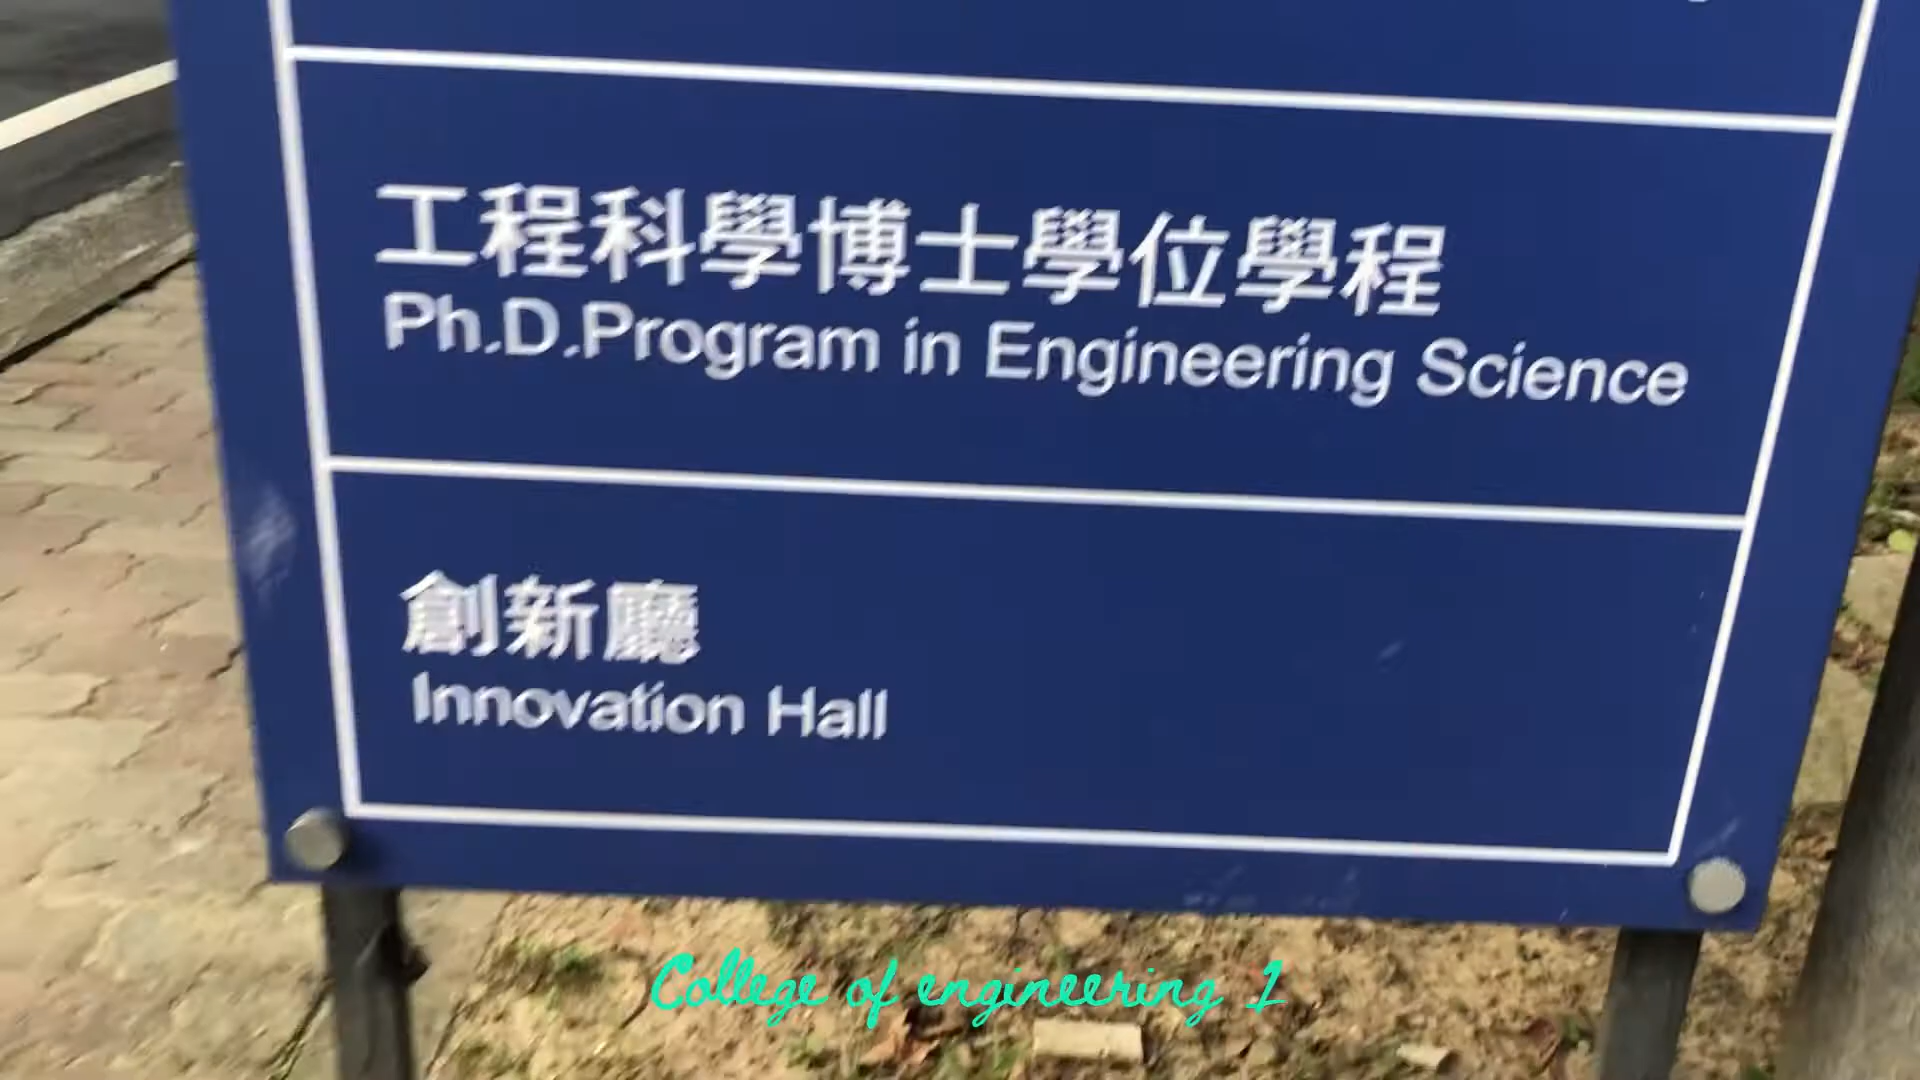 工程科學博士學位學程
Ph.D.Program in Engineering Science
創新廳
Innovation Hall
College of engineering 1